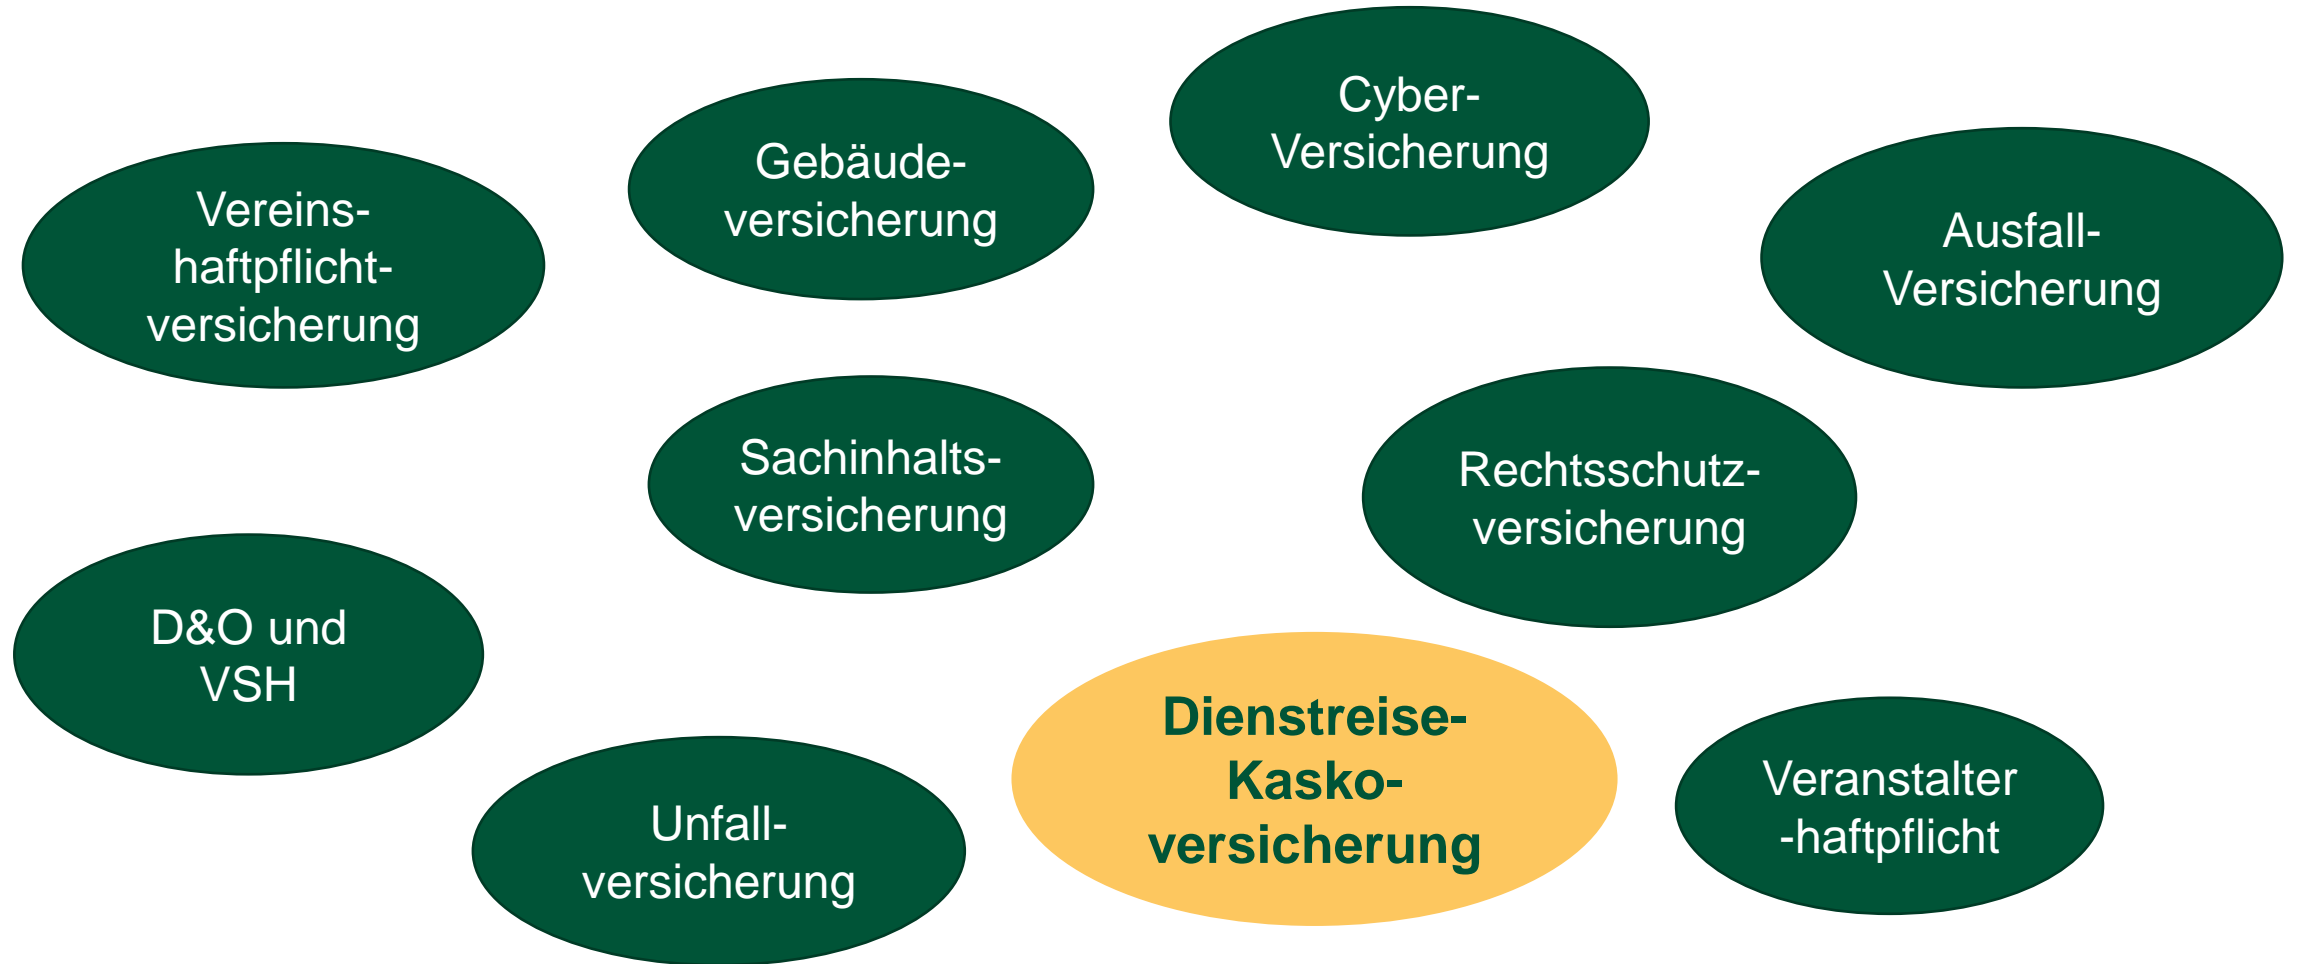 Cyber-
Versicherung
Gebäude-
versicherung
Vereins-
haftpflicht-
versicherung
Ausfall-
Versicherung
Sachinhalts-
versicherung
Rechtsschutz-
versicherung
D&O und
VSH
Dienstreise-
Kasko-
versicherung
Unfall-
versicherung
Veranstalter
-haftpflicht